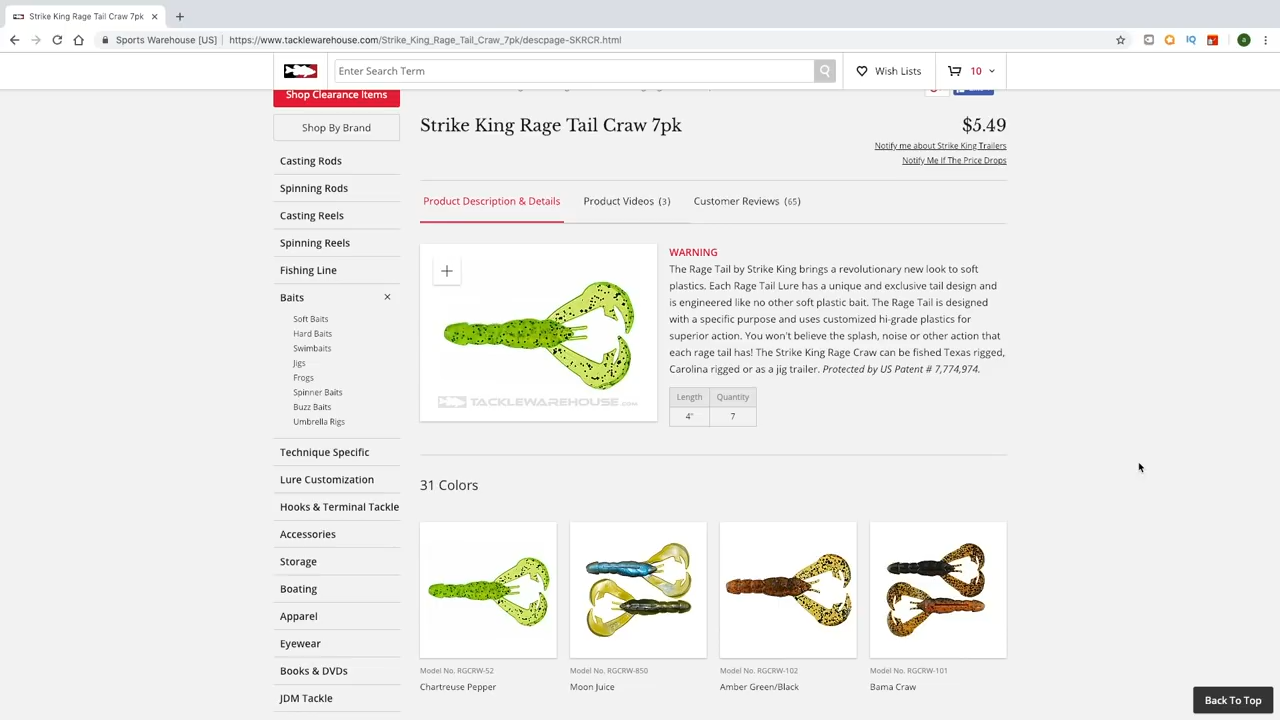 Strike King Rage Tail Craw 7pk
Sports Warehouse [US]
https://www.tacklewarehouse.com/Strike_King_Rage_Tail_Craw_7pk/descpage-SKRCR.html
IQ
a
Enter Search Term
Wish Lists
10
Shop Clearance Items
Shop By Brand
Casting Rods
Spinning Rods
Casting Reels
Spinning Reels
Fishing Line
Baits
Soft Baits
Hard Baits
Swimbaits
Jigs
Frogs
Spinner Baits
Buzz Baits
Umbrella Rigs
Technique Specific
Lure Customization
Hooks & Terminal Tackle
Accessories
Storage
Boating
Apparel
Eyewear
Books & DVDs
JDM Tackle
Strike King Rage Tail Craw 7pk
$5.49
Notify me about Strike King Trailers
Notify Me If The Price Drops
Product Description & Details
Product Videos (3)
Customer Reviews (65)
TACKLEWAREHOUSE.COM
WARNING
The Rage Tail by Strike King brings a revolutionary new look to soft
plastics. Each Rage Tail Lure has a unique and exclusive tail design and
is engineered like no other soft plastic bait. The Rage Tail is designed
with a specific purpose and uses customized hi-grade plastics for
superior action. You won't believe the splash, noise or other action that
each rage tail has! The Strike King Rage Craw can be fished Texas rigged,
Carolina rigged or as a jig trailer. Protected by US Patent # 7,774,974.
Length Quantity
4" 7
31 Colors
Model No. RGCRW-52
Chartreuse Pepper
Model No. RGCRW-850
Moon Juice
Model No. RGCRW-102
Amber Green/Black
Model No. RGCRW-101
Bama Craw
Back To Top